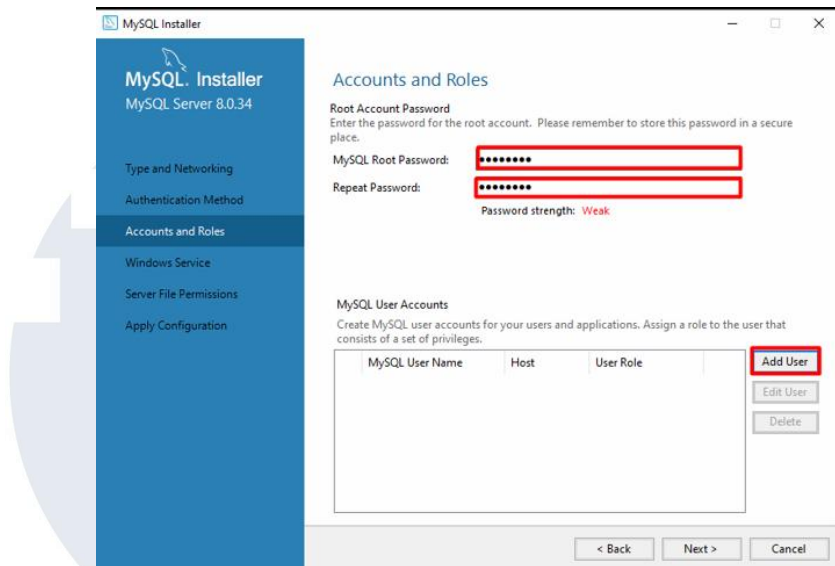 MySQL Installer
MySQL. Installer
MySQL Server 8.0.34
Type and Networking
Authentication Method
Accounts and Roles
Windows Service
Server File Permissions
Apply Configuration
Accounts and Roles
Root Account Password
Enter the password for the root account. Please remember to store this password in a secure
place.
MySQL Root Password: ••••••••
Repeat Password: ••••••••
Password strength: Weak
MySQL User Accounts
Create MySQL user accounts for your users and applications. Assign a role to the user that
consists of a set of privileges.
MySQL User Name Host User Role
Add User
Edit User
Delete
< Back Next > Cancel